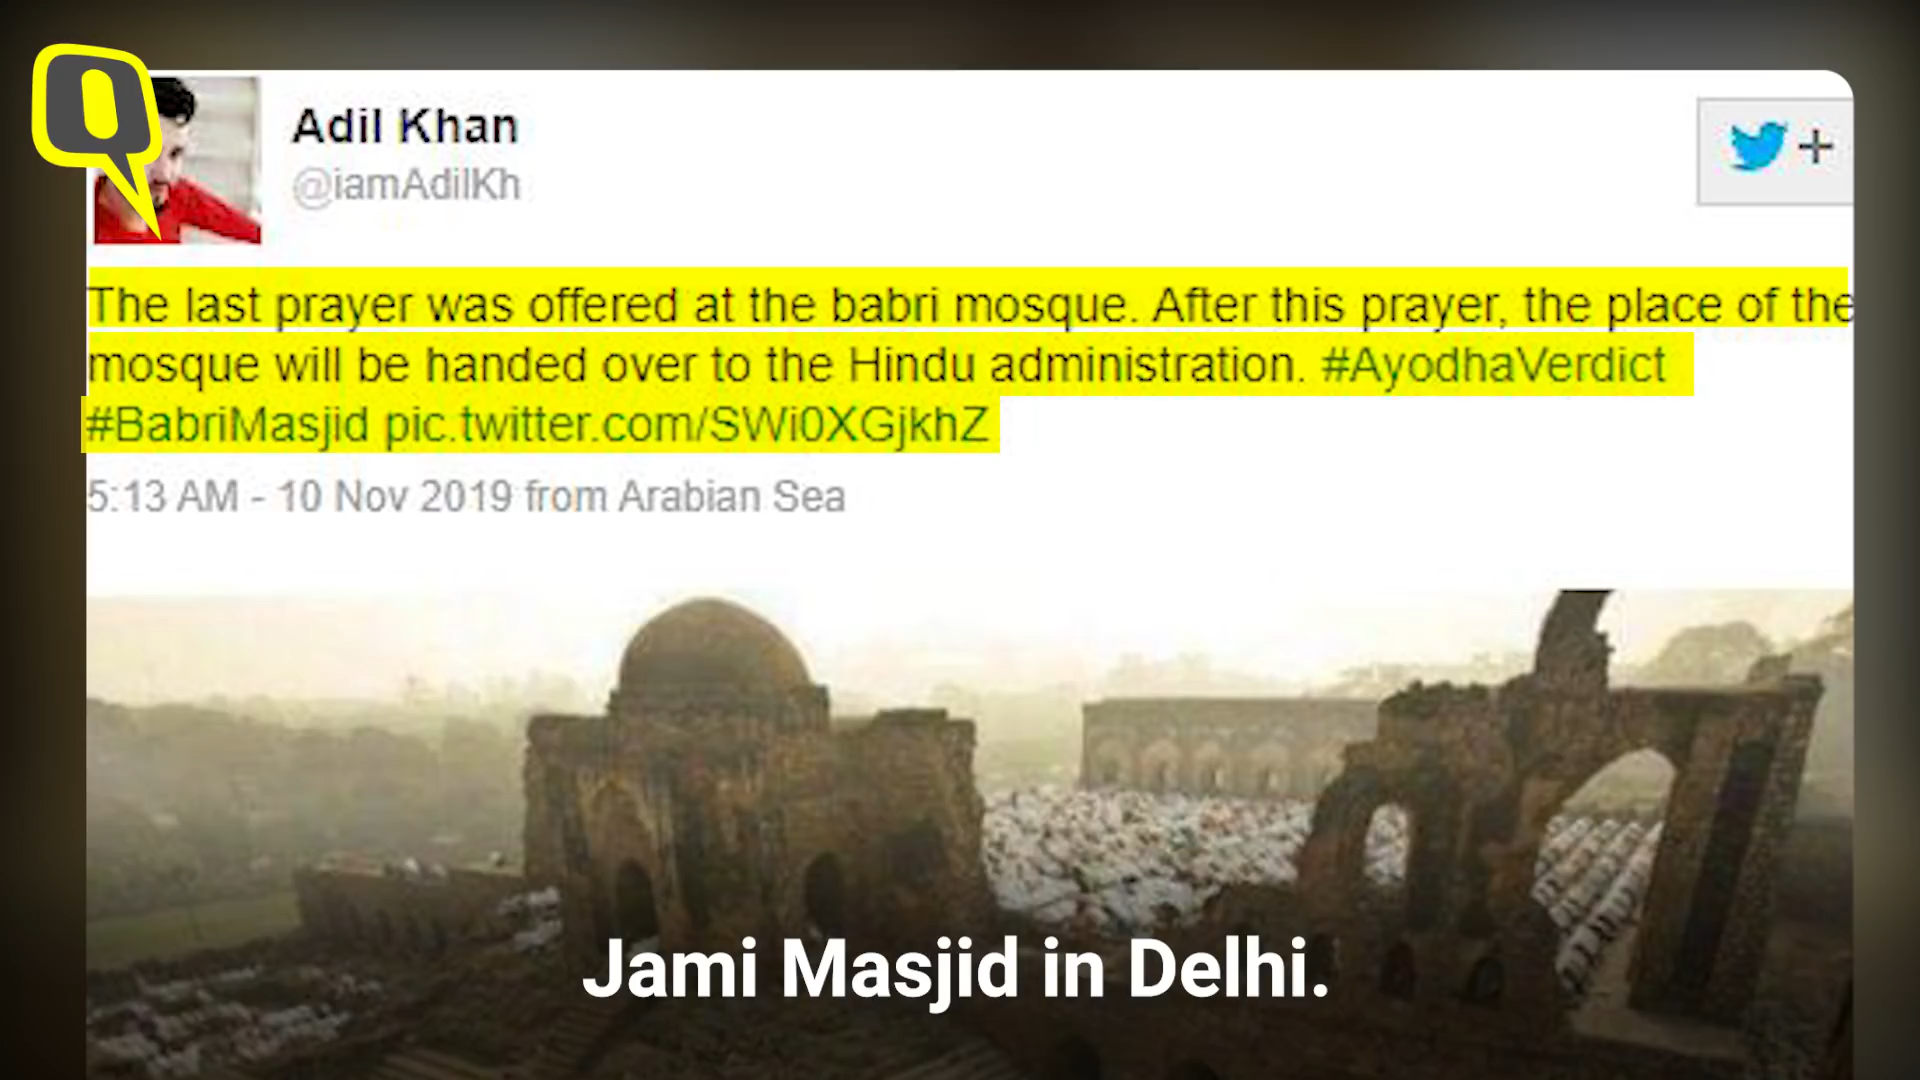 Q
Adil Khan
@iamAdilKh
+
The last prayer was offered at the babri mosque. After this prayer, the place of the
mosque will be handed over to the Hindu administration. #AyodhaVerdict
#BabriMasjid pic.twitter.com/SWi0XGjkhZ
5:13 AM - 10 Nov 2019 from Arabian Sea
Jami Masjid in Delhi.